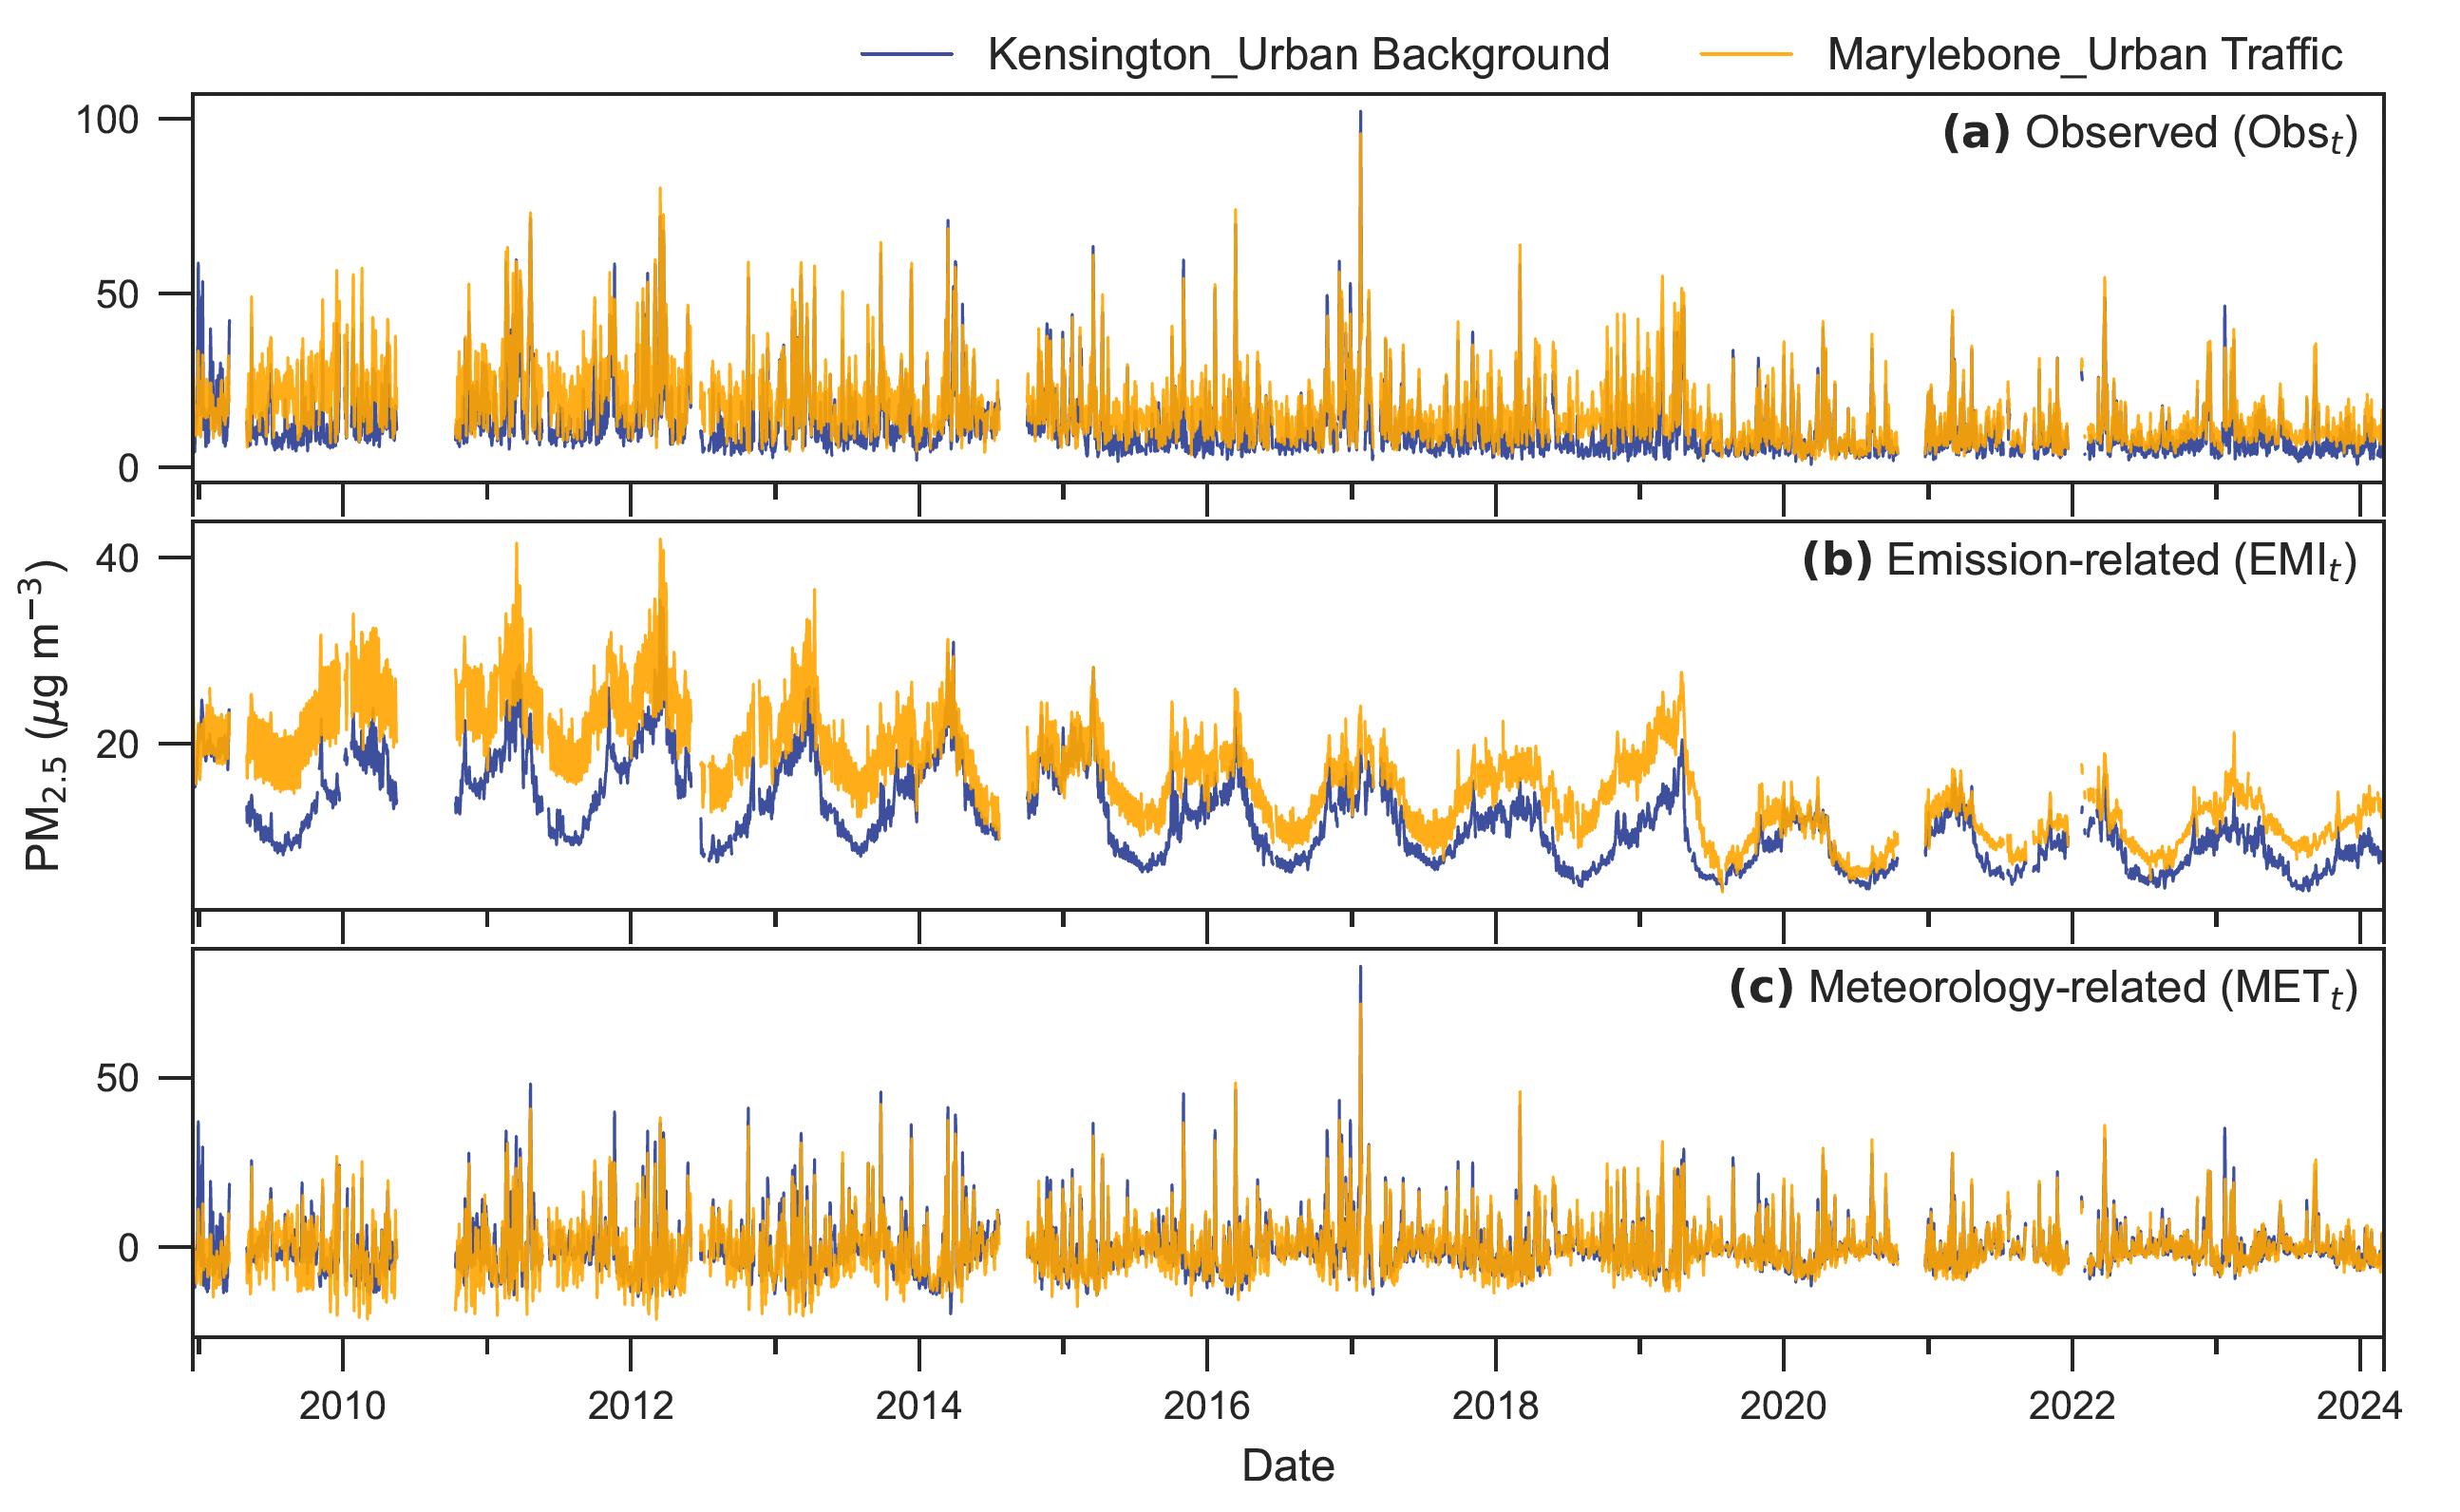 Kensington_Urban Background Marylebone_Urban Traffic
(a) Observed (Obs_t)
100
50
0
(b) Emission-related (EMI_t)
40
20
PM_2.5 (μg m^−3)
(c) Meteorology-related (MET_t)
50
0
2010 2012 2014 2016 2018 2020 2022 2024
Date